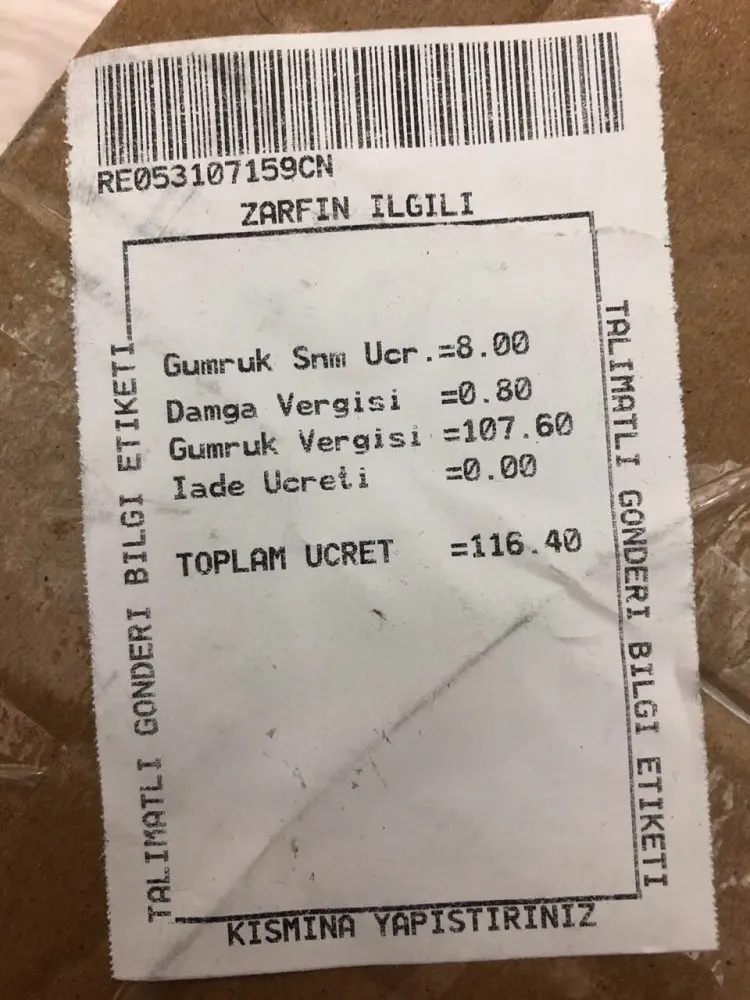 RE053107159CN
ZARFIN ILGILI
TALIMATLI GONDERI BILGI ETIKETI
Gumruk Snm Ucr.=8.00
Damga Vergisi =0.80
Gumruk Vergisi =107.60
Iade Ucreti =0.00
TOPLAM UCRET =116.40
TALIMATLI GONDERI BILGI ETIKETI
KISMINA YAPISTIRINIZ